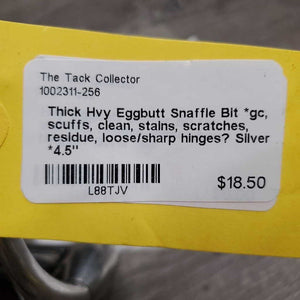 The Tack Collector
1002311-256
Thick Hvy Eggbutt Snaffle Bit *gc,
scuffs, clean, stains, scratches,
residue, loose/sharp hinges? Silver
*4.5"
L88TJV
$18.50